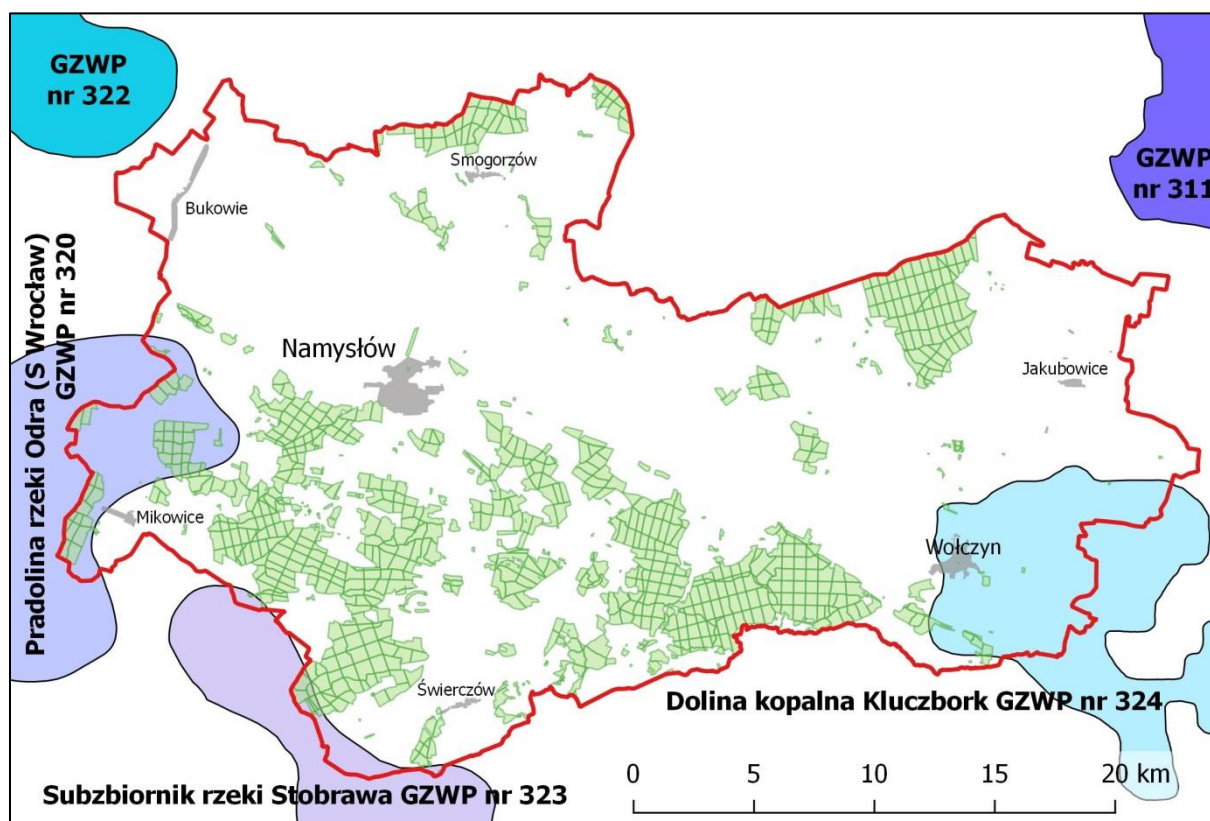 GZWP
nr 322
Smogorzów
GZWP
nr 311
Bukowie
Pradolina rzeki Odra (S Wrocław)
GZWP nr 320
Namysłów
Jakubowice
Mikowice
Wołczyn
Świerczów
Dolina kopalna Kluczbork GZWP nr 324
Subzbiornik rzeki Stobrawa GZWP nr 323
0 5 10 15 20 km